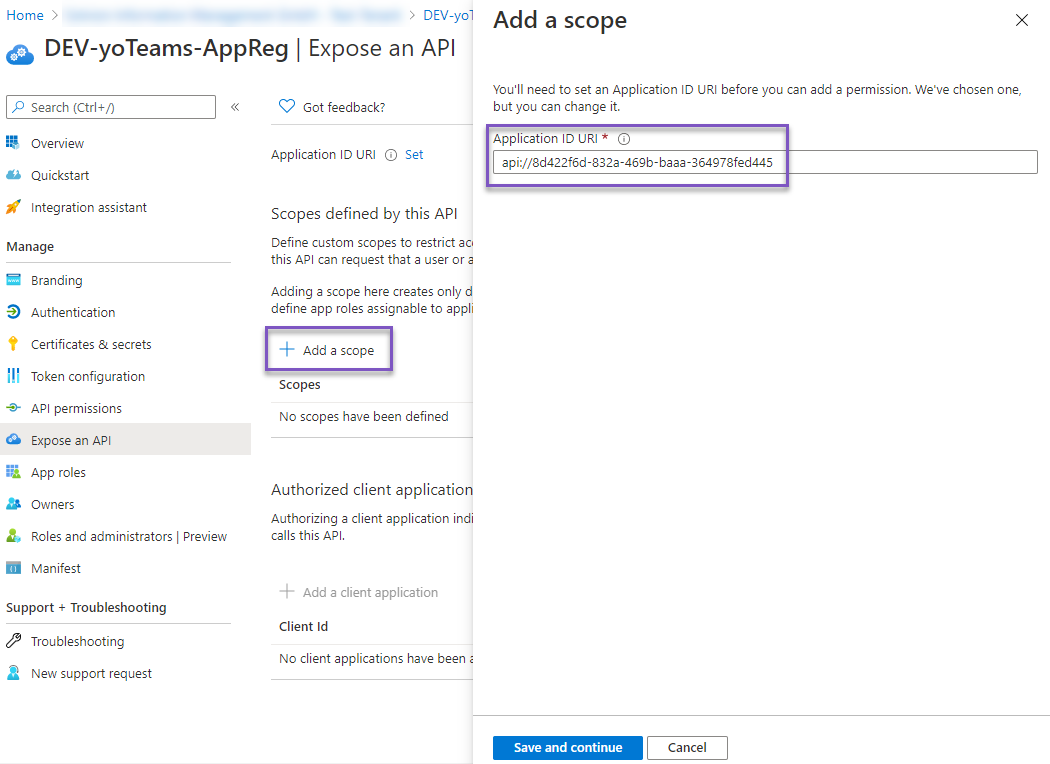 Home
DEV-yoT
DEV-yoTeams-AppReg | Expose an API
Search (Ctrl+/)
«
Overview
Quickstart
Integration assistant
Manage
Branding
Authentication
Certificates & secrets
Token configuration
API permissions
Expose an API
App roles
Owners
Roles and administrators | Preview
Manifest
Support + Troubleshooting
Troubleshooting
New support request
Got feedback?
Application ID URI Set
Scopes defined by this API
Define custom scopes to restrict acc
this API can request that a user or a
Adding a scope here creates only d
define app roles assignable to appli
Add a scope
Scopes
No scopes have been defined
Authorized client application
Authorizing a client application indi
calls this API.
Add a client application
Client Id
No client applications have been a
Add a scope
You'll need to set an Application ID URI before you can add a permission. We've chosen one,
but you can change it.
Application ID URI *
api://8d422f6d-832a-469b-baaa-364978fed445
Save and continue
Cancel